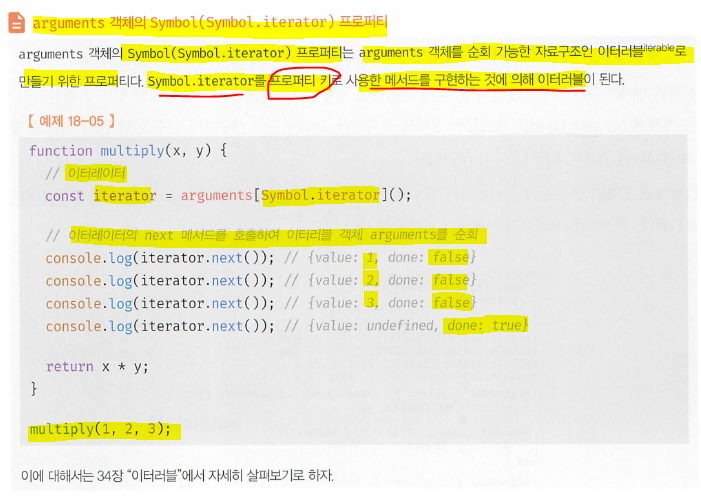 arguments 객체의 Symbol(Symbol.iterator) 프로퍼티
arguments 객체의 Symbol(Symbol.iterator) 프로퍼티는 arguments 객체를 순회 가능한 자료구조인 이터러블iterable로
만들기 위한 프로퍼티다. Symbol.iterator를 프로퍼티 키로 사용한 메서드를 구현하는 것에 의해 이터러블이 된다.
【 예제 18-05 】
function multiply(x, y) {
// 이터레이터
const iterator = arguments[Symbol.iterator]();
// 이터레이터의 next 메서드를 호출하여 이터러블 객체 arguments를 순회
console.log(iterator.next()); // {value: 1, done: false}
console.log(iterator.next()); // {value: 2, done: false}
console.log(iterator.next()); // {value: 3, done: false}
console.log(iterator.next()); // {value: undefined, done: true}
return x * y;
}
multiply(1, 2, 3);
이에 대해서는 34장 “이터러블”에서 자세히 살펴보기로 하자.